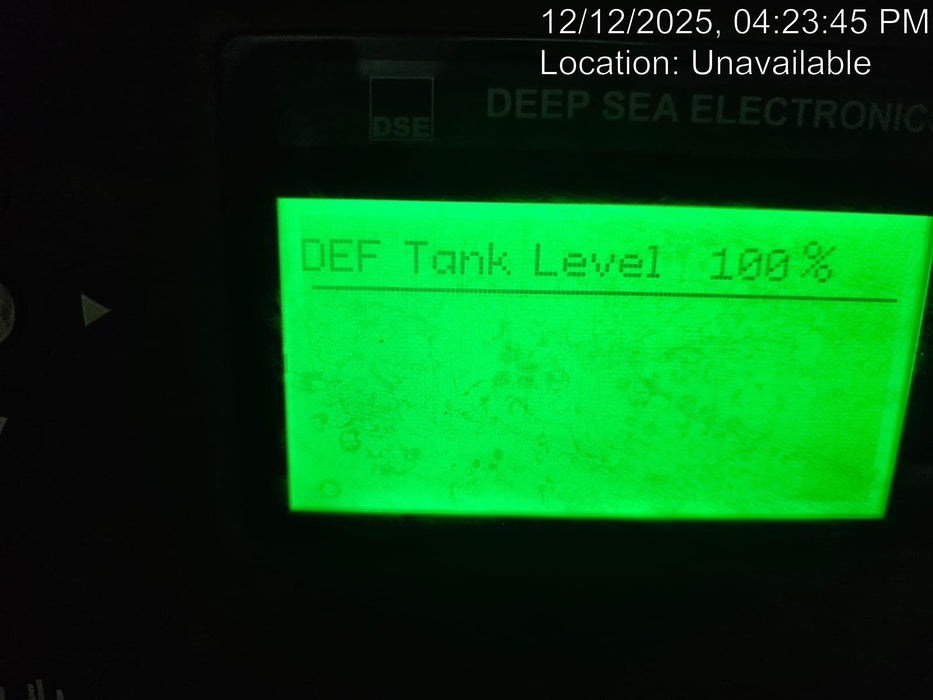 12/12/2025, 04:23:45 PM
Location: Unavailable
DSE
DEEP SEA ELECTRONIC
DEF Tank Level 100%